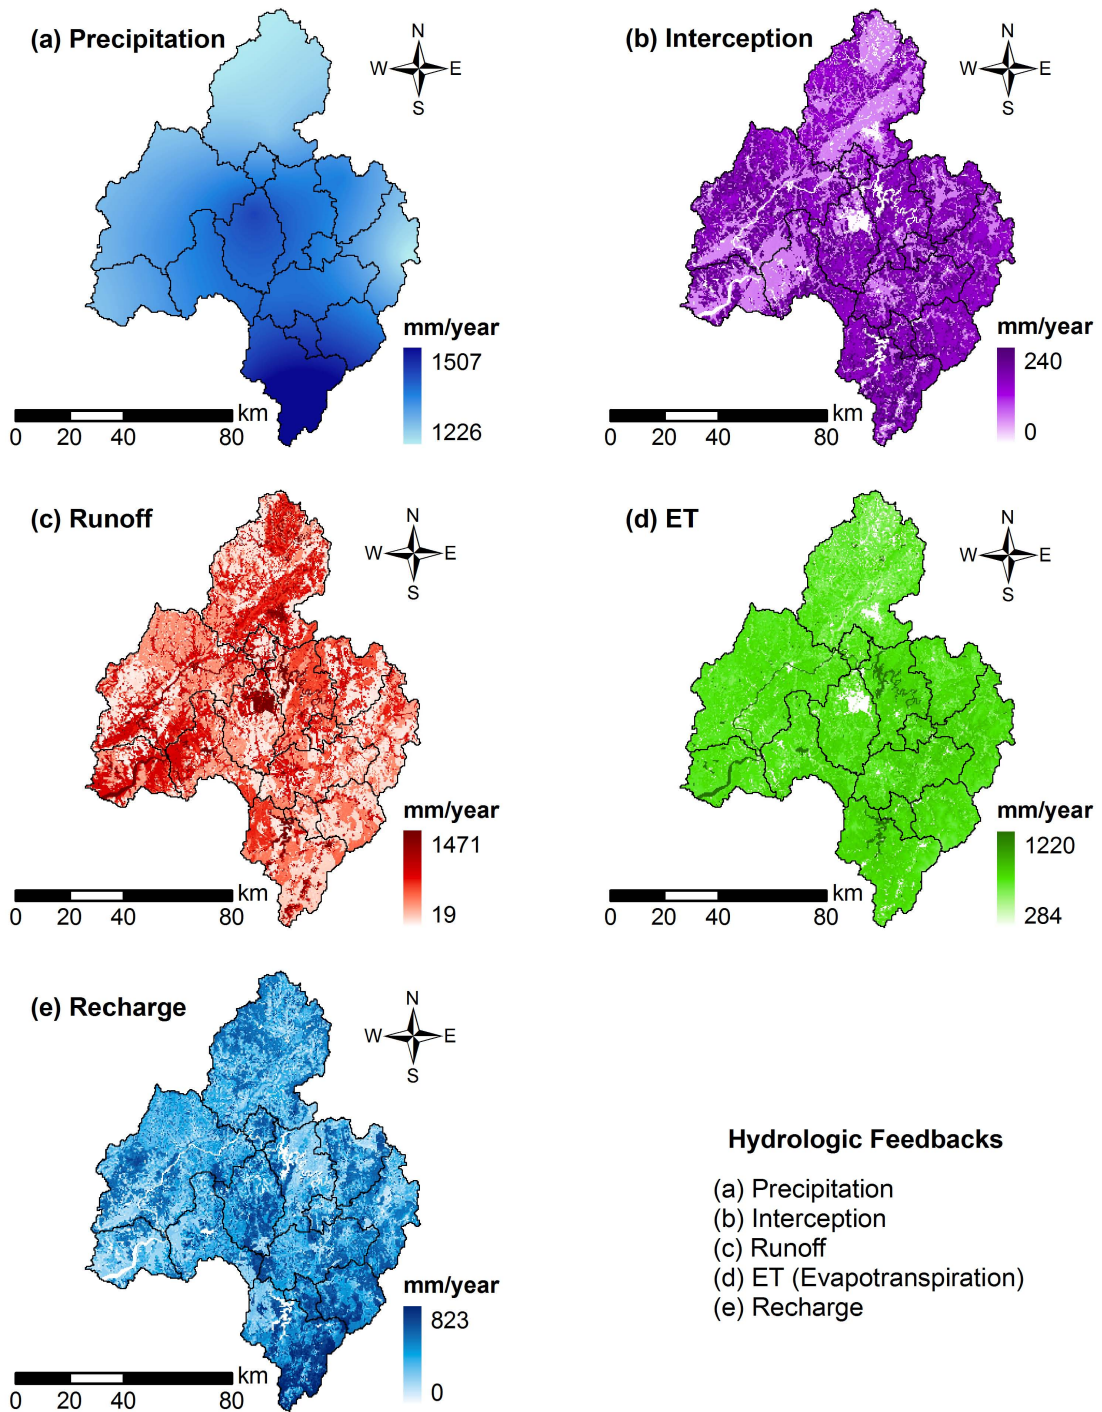 (a) Precipitation
N
W E
S
mm/year
1507
1226
km
0 20 40 80
(b) Interception
N
W E
S
mm/year
240
0
km
0 20 40 80
(c) Runoff
N
W E
S
mm/year
1471
19
km
0 20 40 80
(d) ET
N
W E
S
mm/year
1220
284
km
0 20 40 80
(e) Recharge
N
W E
S
mm/year
823
0
km
0 20 40 80
Hydrologic Feedbacks
(a) Precipitation
(b) Interception
(c) Runoff
(d) ET (Evapotranspiration)
(e) Recharge